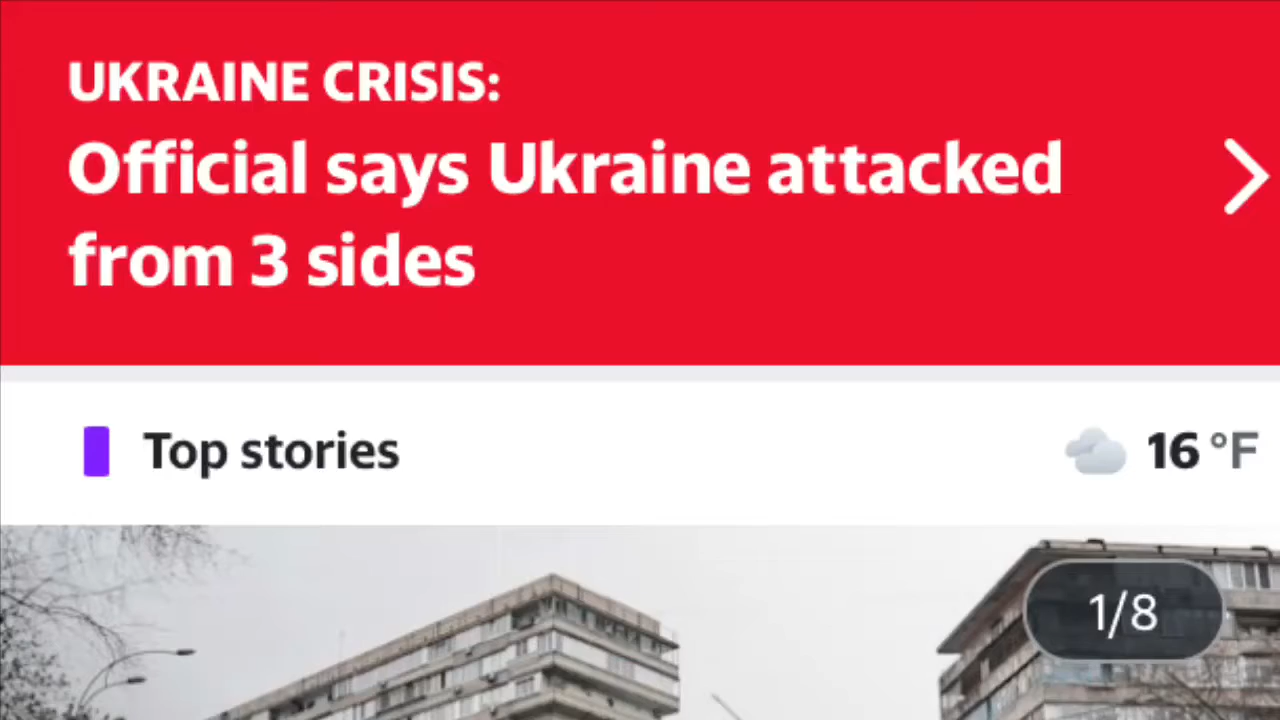 UKRAINE CRISIS:
Official says Ukraine attacked
from 3 sides
Top stories
16 °F
1/8